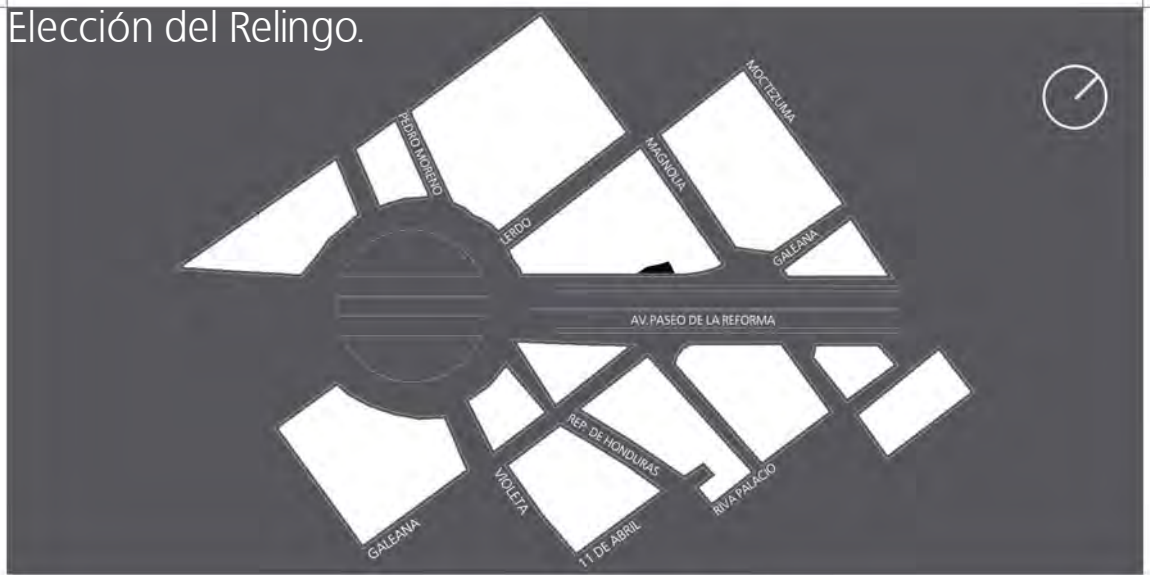 Elección del Relingo.
MOCTEZUMA
PEDRO MORENO
MAGNOLIA
LERDO
GALEANA
AV. PASEO DE LA REFORMA
REP. DE HONDURAS
VIOLETA
RIVA PALACIO
GALEANA
11 DE ABRIL